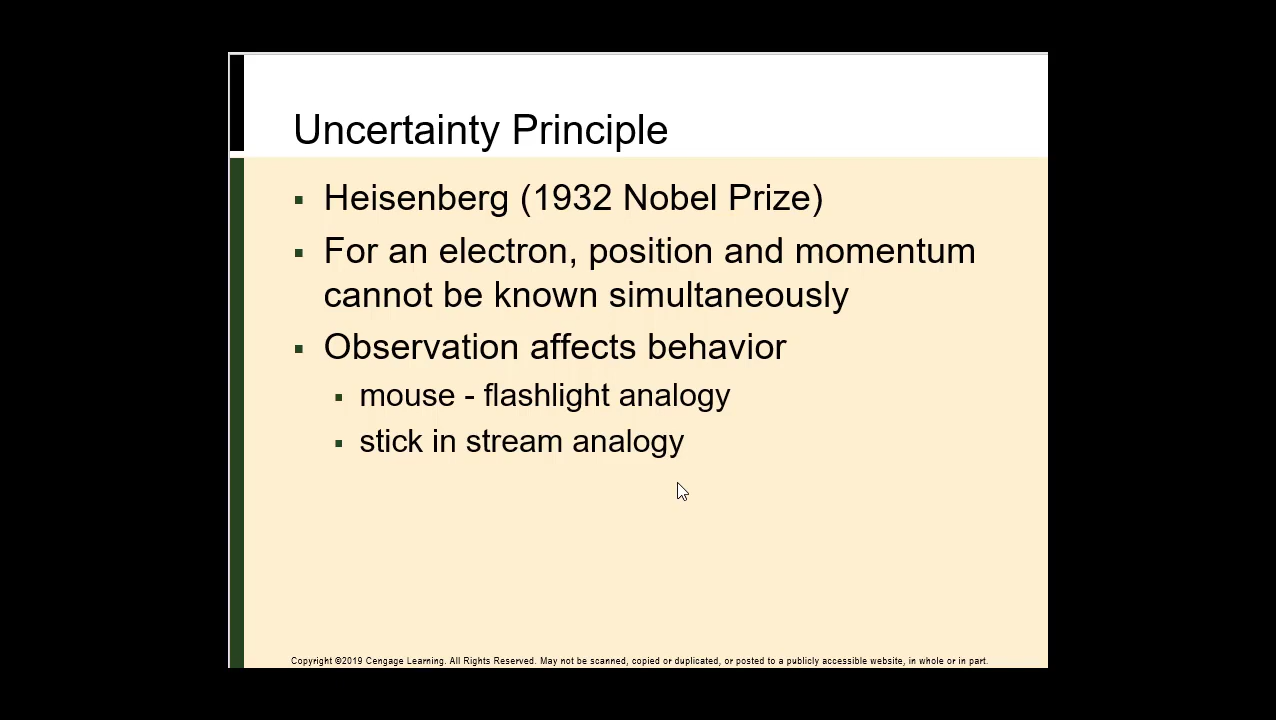 Uncertainty Principle
▪ Heisenberg (1932 Nobel Prize)
▪ For an electron, position and momentum
cannot be known simultaneously
▪ Observation affects behavior
▪ mouse - flashlight analogy
▪ stick in stream analogy
Copyright ©2019 Cengage Learning. All Rights Reserved. May not be scanned, copied or duplicated, or posted to a publicly accessible website, in whole or in part.